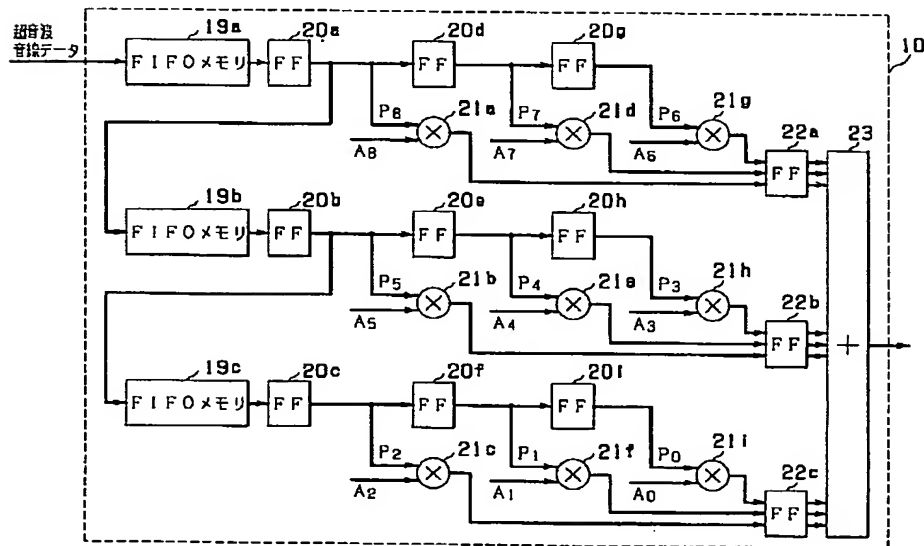 超音波
音線データ
19a
20a
20d
20g
10
FIFOメモリ
FF
FF
FF
P8
21a
P7
21d
P6
21g
A8
A7
A6
22a
23
FF
19b
20b
20e
20h
FIFOメモリ
FF
FF
FF
P5
21b
P4
21e
P3
21h
A5
A4
A3
22b
FF
+
19c
20c
20f
20i
FIFOメモリ
FF
FF
FF
P2
21c
P1
21f
P0
21i
A2
A1
A0
22c
FF